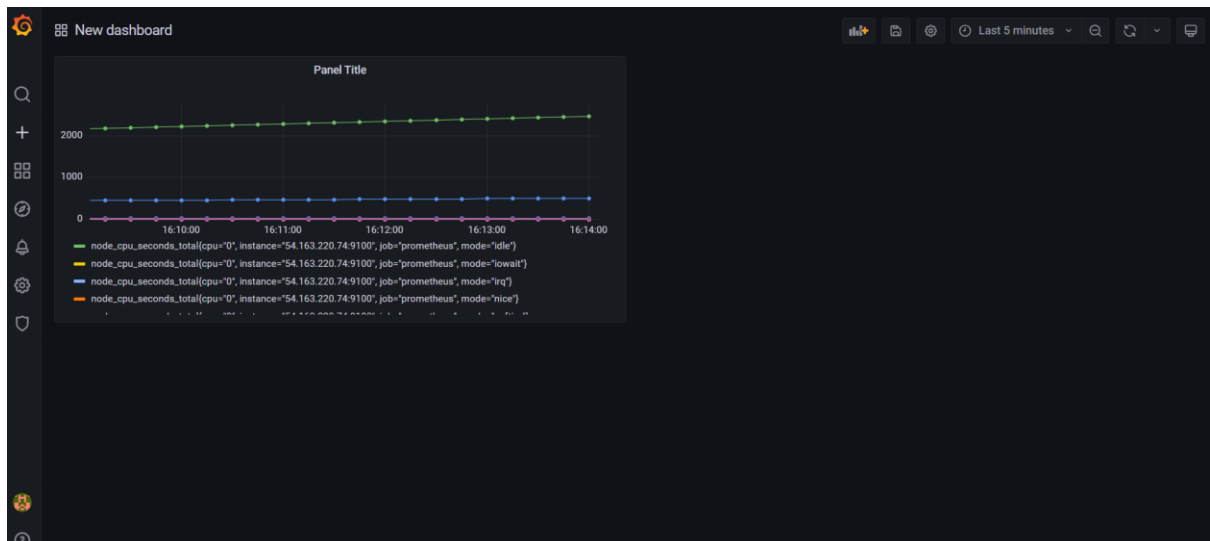 New dashboard
Last 5 minutes
Panel Title
2000
1000
0
16:10:00 16:11:00 16:12:00 16:13:00 16:14:00
node_cpu_seconds_total{cpu="0", instance="54.163.220.74:9100", job="prometheus", mode="idle"}
node_cpu_seconds_total{cpu="0", instance="54.163.220.74:9100", job="prometheus", mode="iowait"}
node_cpu_seconds_total{cpu="0", instance="54.163.220.74:9100", job="prometheus", mode="irq"}
node_cpu_seconds_total{cpu="0", instance="54.163.220.74:9100", job="prometheus", mode="nice"}